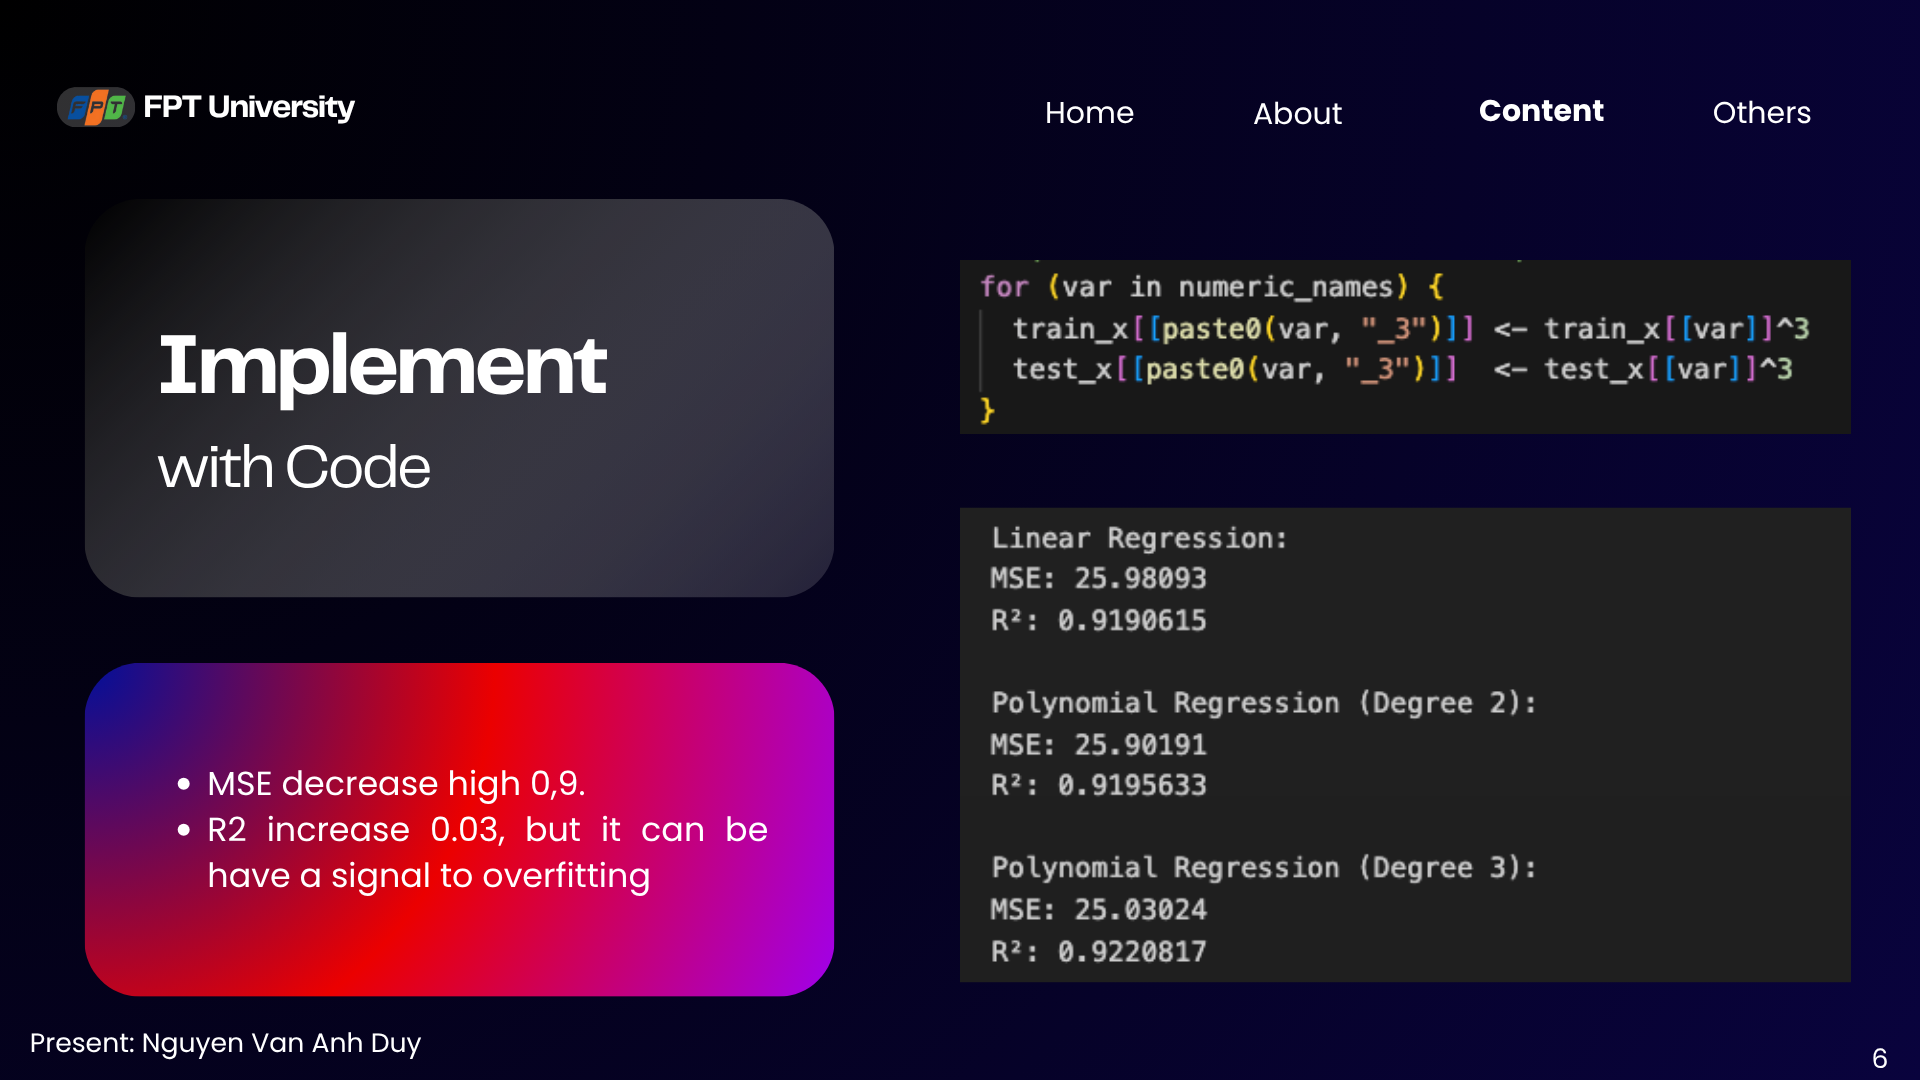 FPT FPT University
Home About Content Others
Implement
with Code
for (var in numeric_names) {
  train_x[[paste0(var, "_3")]] <- train_x[[var]]^3
  test_x[[paste0(var, "_3")]]  <- test_x[[var]]^3
}
Linear Regression:
MSE: 25.98093
R²: 0.9190615
Polynomial Regression (Degree 2):
MSE: 25.90191
R²: 0.9195633
Polynomial Regression (Degree 3):
MSE: 25.03024
R²: 0.9220817
• MSE decrease high 0,9.
• R2 increase 0.03, but it can be
have a signal to overfitting
Present: Nguyen Van Anh Duy
6